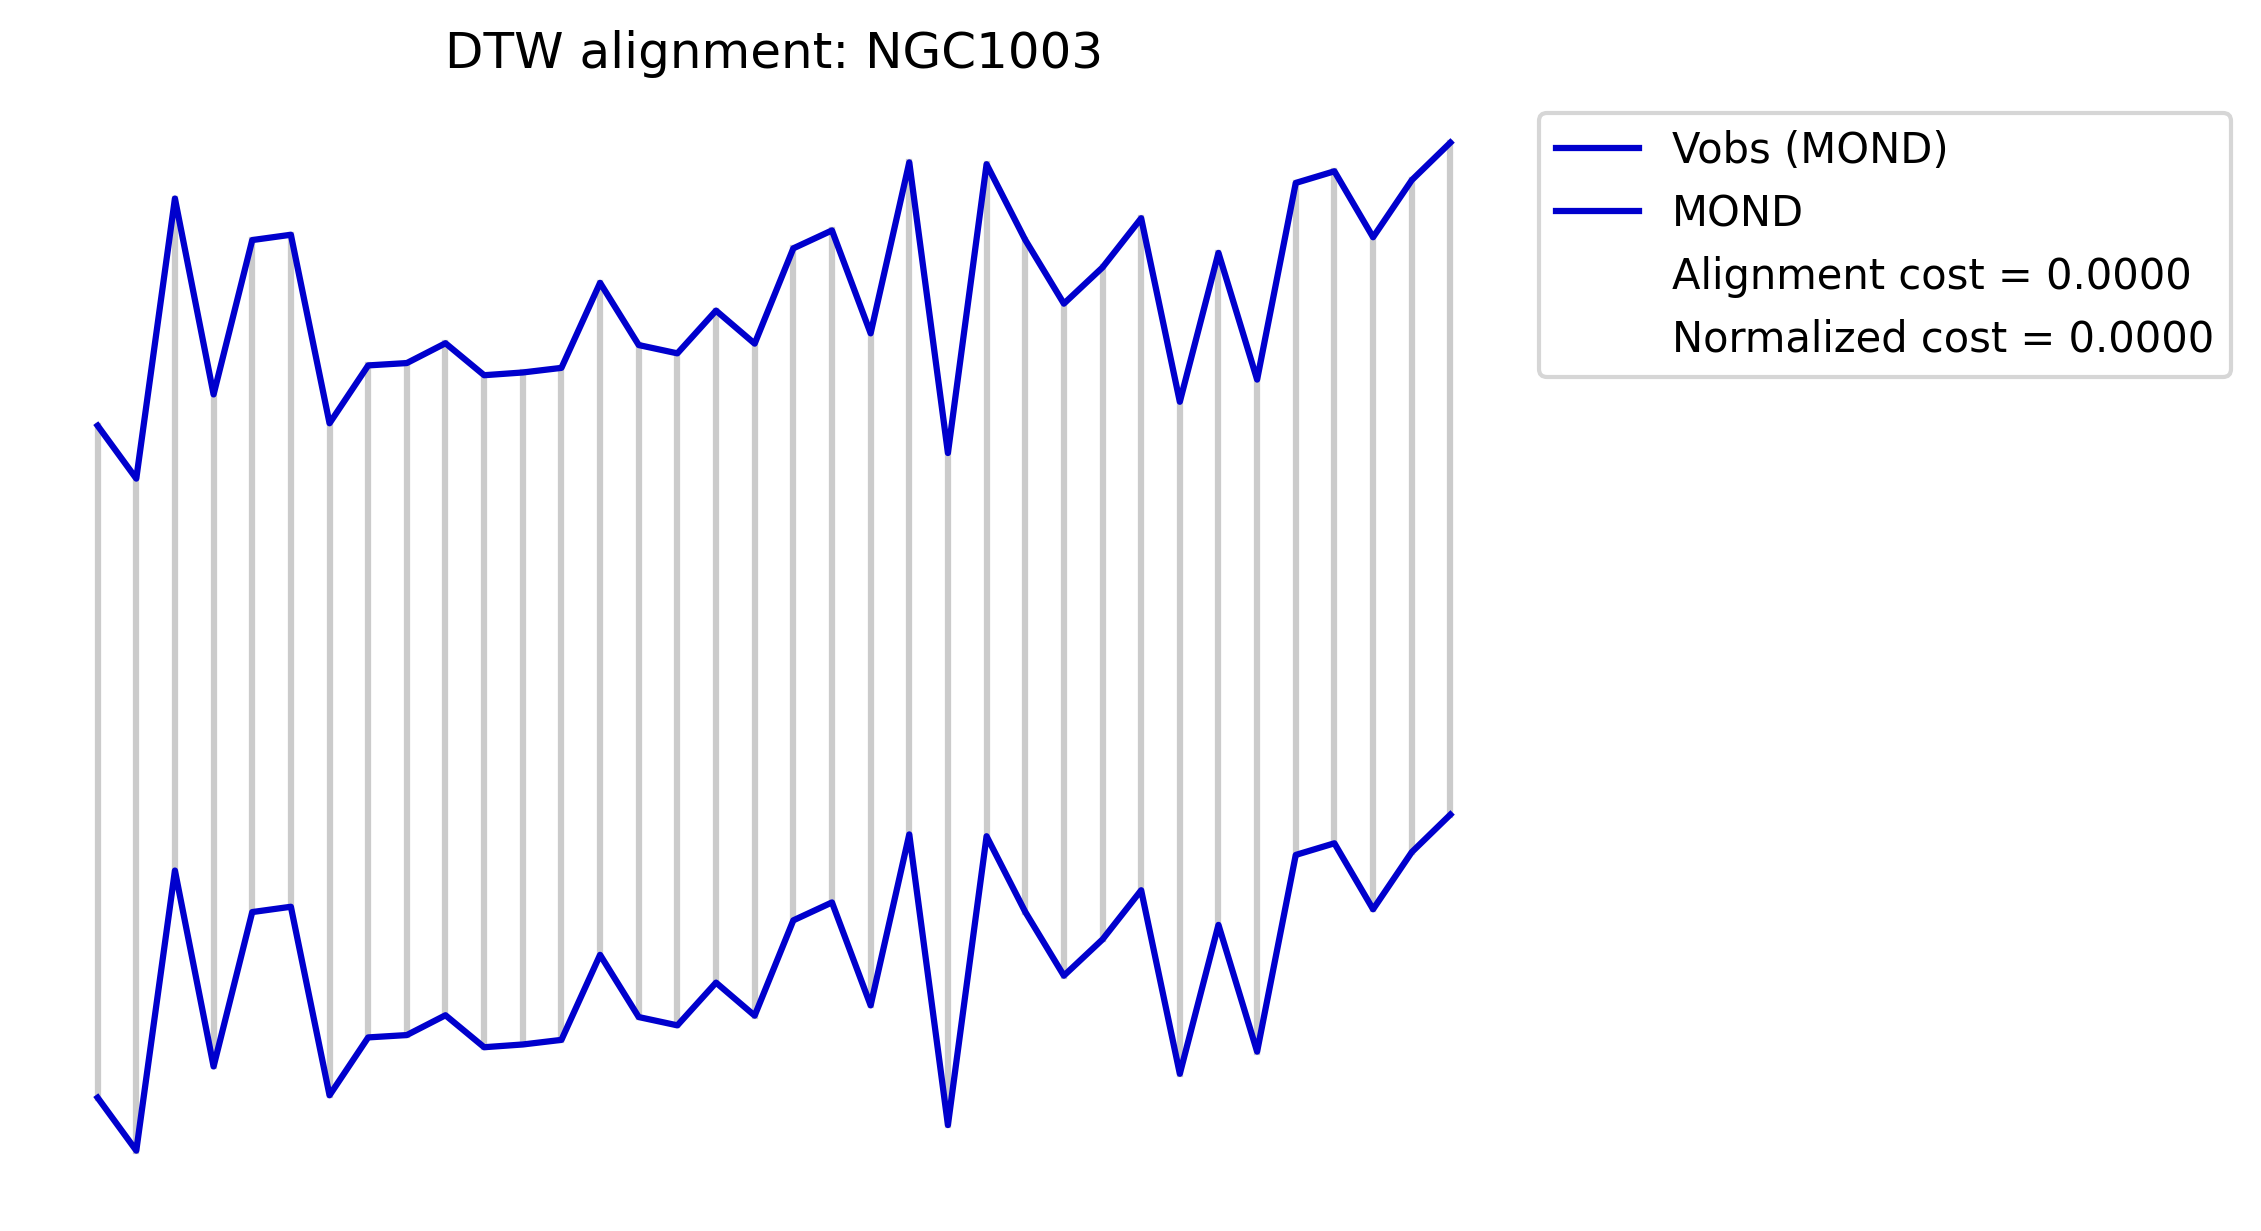 DTW alignment: NGC1003
Vobs (MOND)
MOND
Alignment cost = 0.0000
Normalized cost = 0.0000